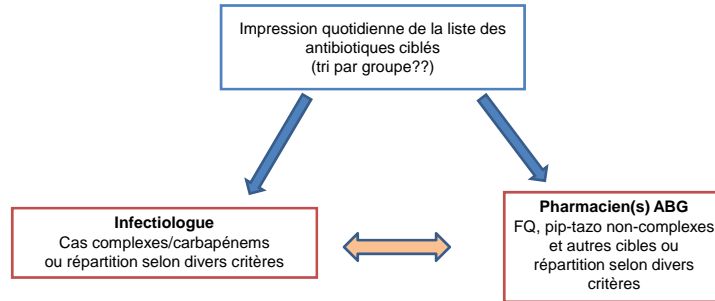 Impression quotidienne de la liste des
antibiotiques ciblés
(tri par groupe??)
Infectiologue
Cas complexes/carbapénems
ou répartition selon divers critères
Pharmacien(s) ABG
FQ, pip-tazo non-complexes
et autres cibles ou
répartition selon divers
critères